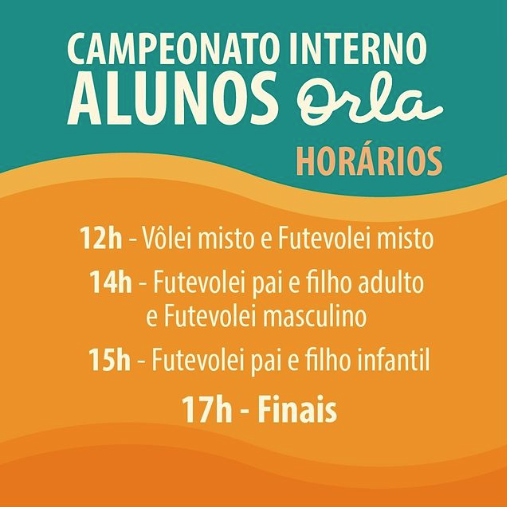 CAMPEONATO INTERNO
ALUNOS Orla
HORÁRIOS
12h - Vôlei misto e Futevolei misto
14h - Futevolei pai e filho adulto
e Futevolei masculino
15h - Futevolei pai e filho infantil
17h - Finais